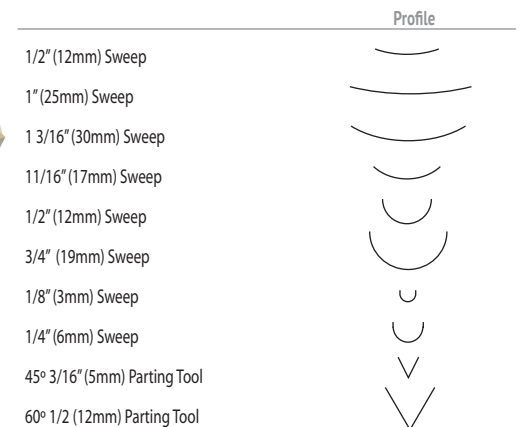 Profile
1/2” (12mm) Sweep
1” (25mm) Sweep
1 3/16” (30mm) Sweep
11/16” (17mm) Sweep
1/2” (12mm) Sweep
3/4”  (19mm) Sweep
1/8” (3mm) Sweep
1/4” (6mm) Sweep
45º 3/16” (5mm) Parting Tool
60º 1/2 (12mm) Parting Tool